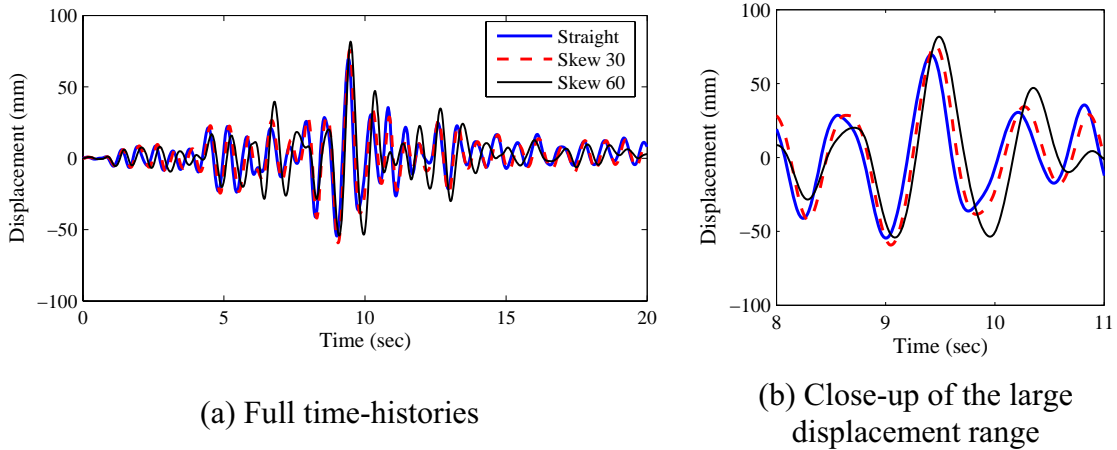 100
50
0
−50
−100
Displacement (mm)
0
5
10
15
20
Time (sec)
Straight
Skew 30
Skew 60
(a) Full time-histories
100
50
0
−50
−100
Displacement (mm)
8
9
10
11
Time (sec)
(b) Close-up of the large
displacement range